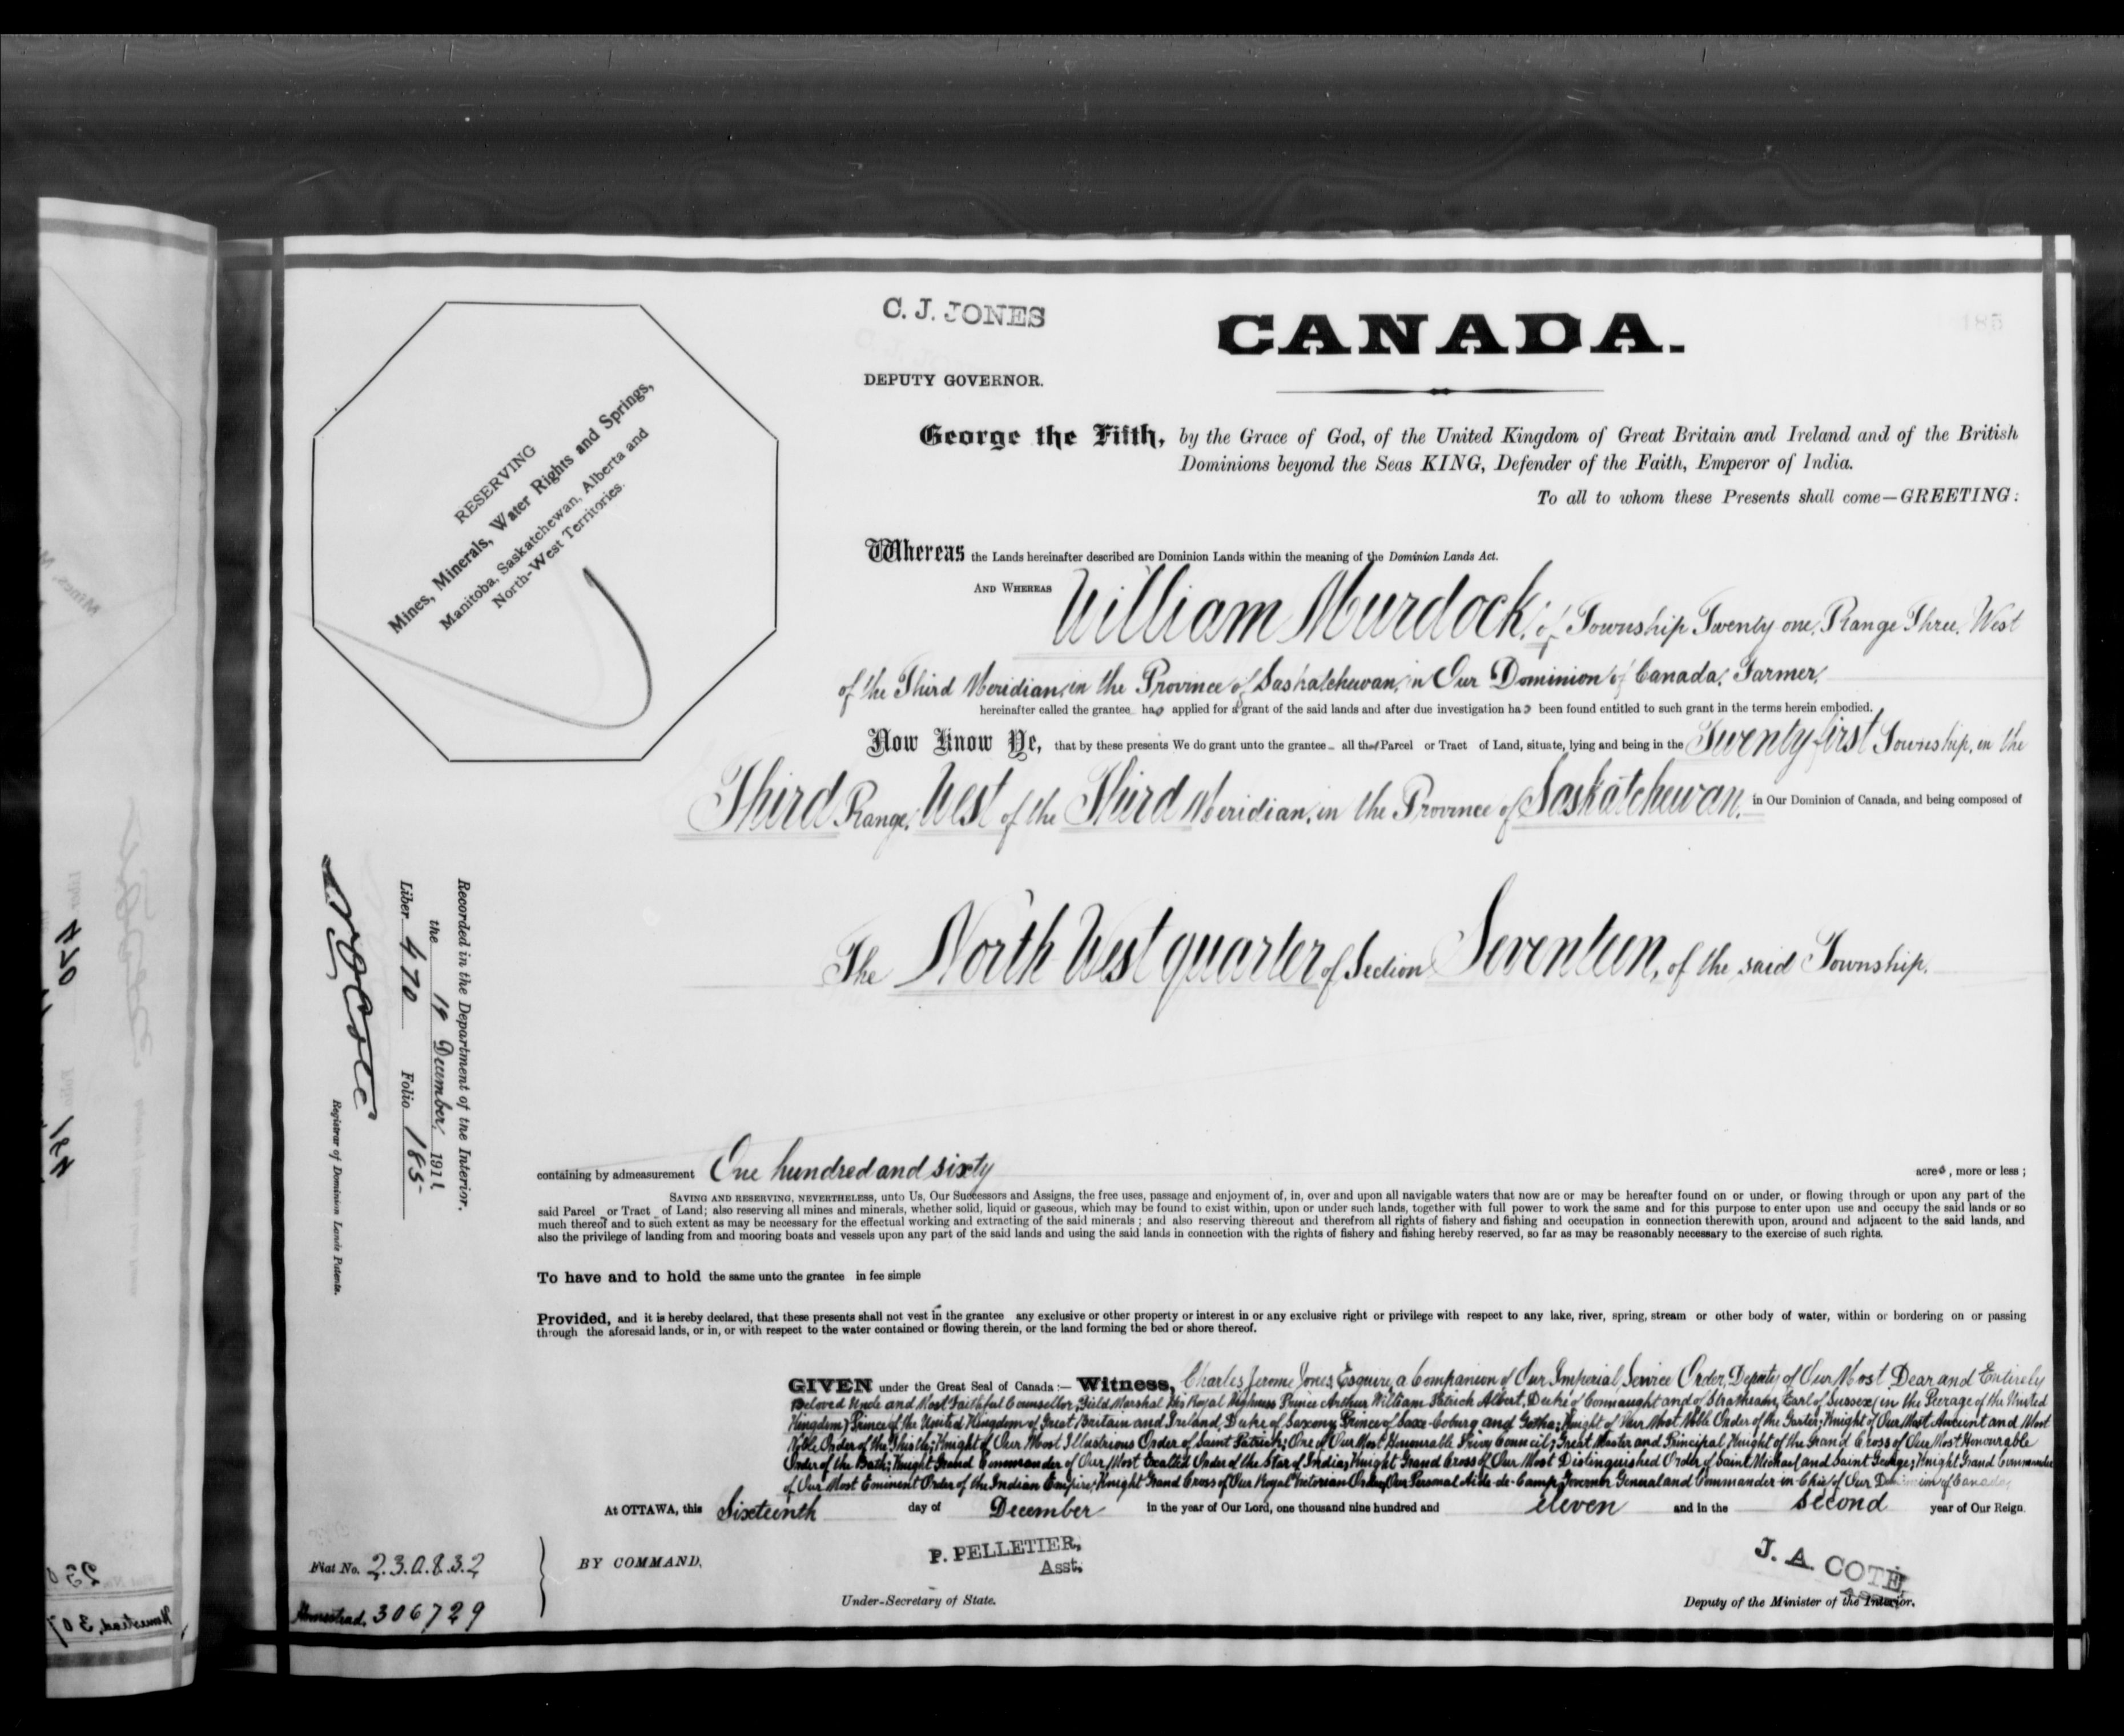 C. J. JONES
DEPUTY GOVERNOR.
CANADA.
185
RESERVING
Mines, Minerals, Water Rights and Springs,
Manitoba, Saskatchewan, Alberta and
North-West Territories.
George the Fifth, by the Grace of God, of the United Kingdom of Great Britain and Ireland and of the British
Dominions beyond the Seas KING, Defender of the Faith, Emperor of India.
To all to whom these Presents shall come—GREETING:
Whereas the Lands hereinafter described are Dominion Lands within the meaning of the Dominion Lands Act.
AND WHEREAS William Murdock, of Township Twenty one, Range Three, West
of the Third Meridian, in the Province of Saskatchewan, in Our Dominion of Canada, Farmer,
hereinafter called the grantee has applied for a grant of the said lands and after due investigation has been found entitled to such grant in the terms herein embodied.
Now Know Ye, that by these presents We do grant unto the grantee all that Parcel or Tract of Land, situate, lying and being in the Twenty first Township, in the
Third Range, West of the Third Meridian, in the Province of Saskatchewan, in Our Dominion of Canada, and being composed of
The North West quarter of Section Seventeen, of the said Township.
Recorded in the Department of the Interior.
the 19 December, 1911
Liber 470 Folio 185
N. O. Coté
Registrar of Dominion Lands Patents.
containing by admeasurement One hundred and sixty acres, more or less;
SAVING AND RESERVING, NEVERTHELESS, unto Us, Our Successors and Assigns, the free uses, passage and enjoyment of, in, over and upon all navigable waters that now are or may be hereafter found on or under, or flowing through or upon any part of the
said Parcel or Tract of Land; also reserving all mines and minerals, whether solid, liquid or gaseous, which may be found to exist within, upon or under such lands, together with full power to work the same and for this purpose to enter upon use and occupy the said lands or so
much thereof and to such extent as may be necessary for the effectual working and extracting of the said minerals; and also reserving thereout and therefrom all rights of fishery and fishing and occupation in connection therewith upon, around and adjacent to the said lands, and
also the privilege of landing from and mooring boats and vessels upon any part of the said lands and using the said lands in connection with the rights of fishery and fishing hereby reserved, so far as may be reasonably necessary to the exercise of such rights.
To have and to hold the same unto the grantee in fee simple
Provided, and it is hereby declared, that these presents shall not vest in the grantee any exclusive or other property or interest in or any exclusive right or privilege with respect to any lake, river, spring, stream or other body of water, within or bordering on or passing
through the aforesaid lands, or in, or with respect to the water contained or flowing therein, or the land forming the bed or shore thereof.
GIVEN under the Great Seal of Canada:— Witness, Charles Jerome Jones, Esquire, a Companion of Our Imperial Service Order, Deputy of Our Most Dear and Entirely
Beloved Uncle and Most Faithful Counsellor, Field Marshal His Royal Highness Prince Arthur William Patrick Albert, Duke of Connaught and of Strathearn, Earl of Sussex (in the Peerage of the United
Kingdom); Prince of the United Kingdom of Great Britain and Ireland, Duke of Saxony, Prince of Saxe-Coburg and Gotha; Knight of Our Most Noble Order of the Garter; Knight of Our Most Ancient and Most
Noble Order of the Thistle; Knight of Our Most Illustrious Order of Saint Patrick; One of Our Most Honourable Privy Council; Great Master and Principal Knight of the Grand Cross of Our Most Honourable
Order of the Bath; Knight Grand Commander of Our Most Exalted Order of the Star of India; Knight Grand Cross of Our Most Distinguished Order of Saint Michael and Saint George; Knight Grand Commander
of Our Most Eminent Order of the Indian Empire; Knight Grand Cross of Our Royal Victorian Order; Our Personal Aide-de-Camp; Governor General and Commander-in-Chief of Our Dominion of Canada,
At OTTAWA, this Sixteenth day of December in the year of Our Lord, one thousand nine hundred and eleven and in the second year of Our Reign.
BY COMMAND,
P. PELLETIER,
Asst.
Under-Secretary of State.
J. A. COTÉ,
Asst.
Deputy of the Minister of the Interior.
Fiat No. 230832
Homestead, 306729